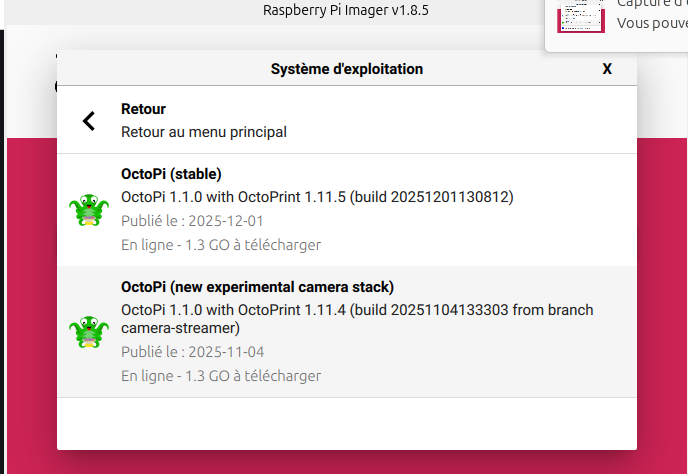 Raspberry Pi Imager v1.8.5
Vous pouve
Système d'exploitation
X
Retour
Retour au menu principal
OctoPi (stable)
OctoPi 1.1.0 with OctoPrint 1.11.5 (build 20251201130812)
Publié le : 2025-12-01
En ligne - 1.3 GO à télécharger
OctoPi (new experimental camera stack)
OctoPi 1.1.0 with OctoPrint 1.11.4 (build 20251104133303 from branch
camera-streamer)
Publié le : 2025-11-04
En ligne - 1.3 GO à télécharger